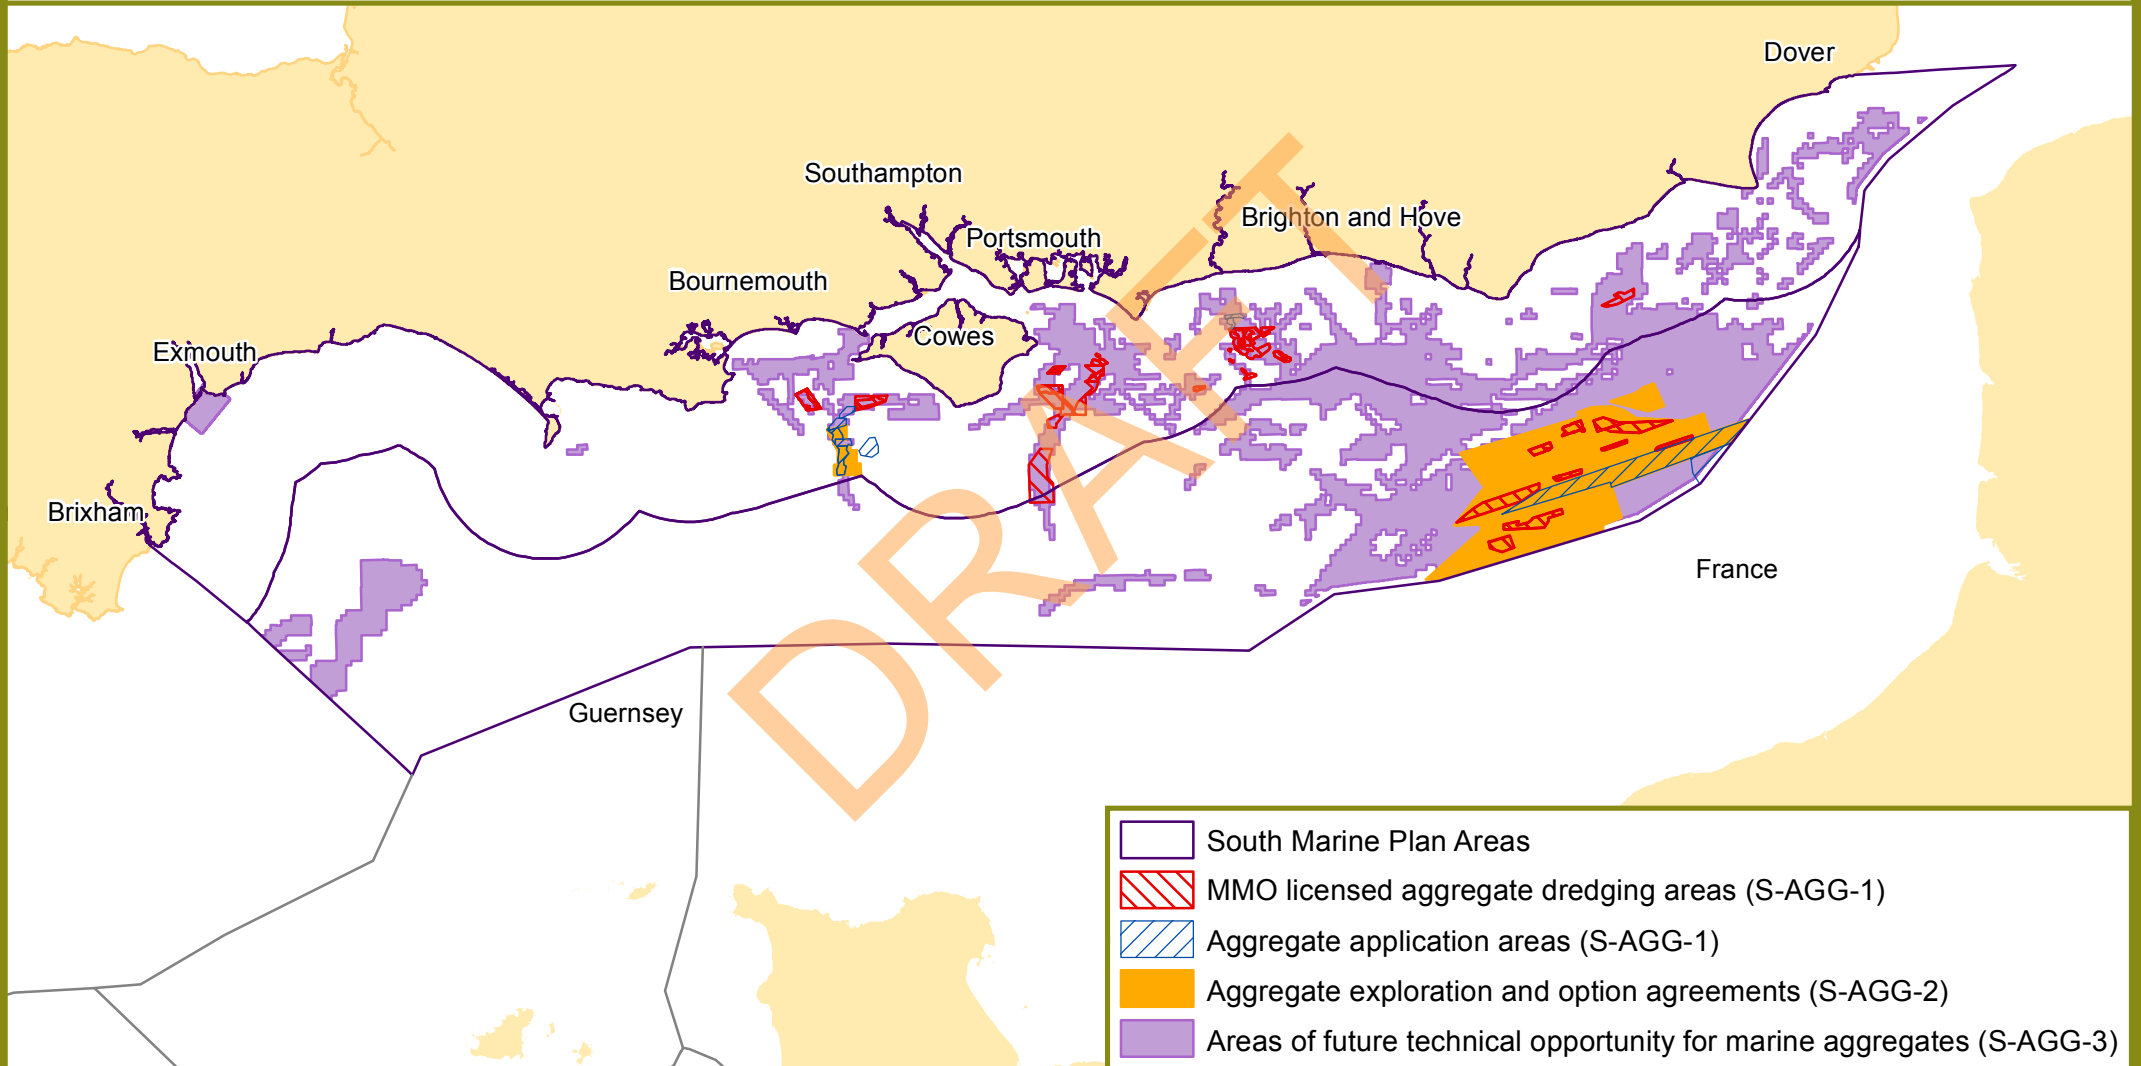 Dover
Southampton
Brighton and Hove
Portsmouth
Bournemouth
Cowes
Exmouth
Brixham
France
Guernsey
DRAFT
South Marine Plan Areas
MMO licensed aggregate dredging areas (S-AGG-1)
Aggregate application areas (S-AGG-1)
Aggregate exploration and option agreements (S-AGG-2)
Areas of future technical opportunity for marine aggregates (S-AGG-3)